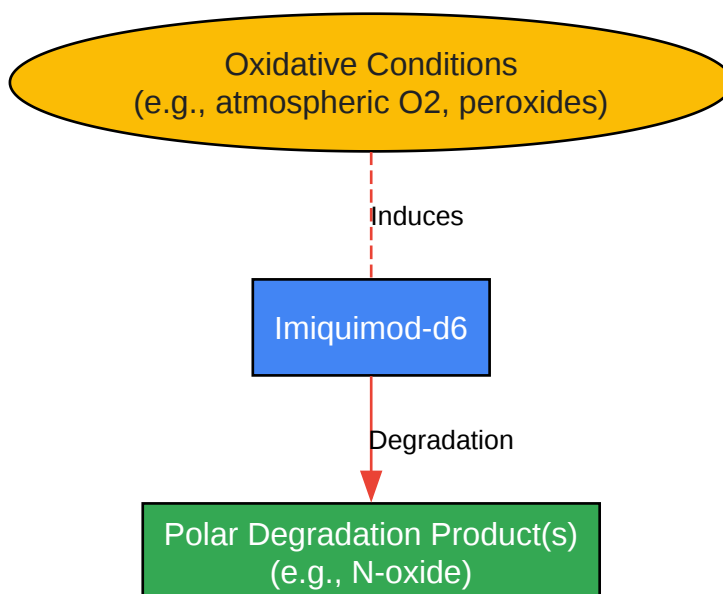 Oxidative Conditions
(e.g., atmospheric O2, peroxides)
Induces
Imiquimod-d6
Degradation
Polar Degradation Product(s)
(e.g., N-oxide)